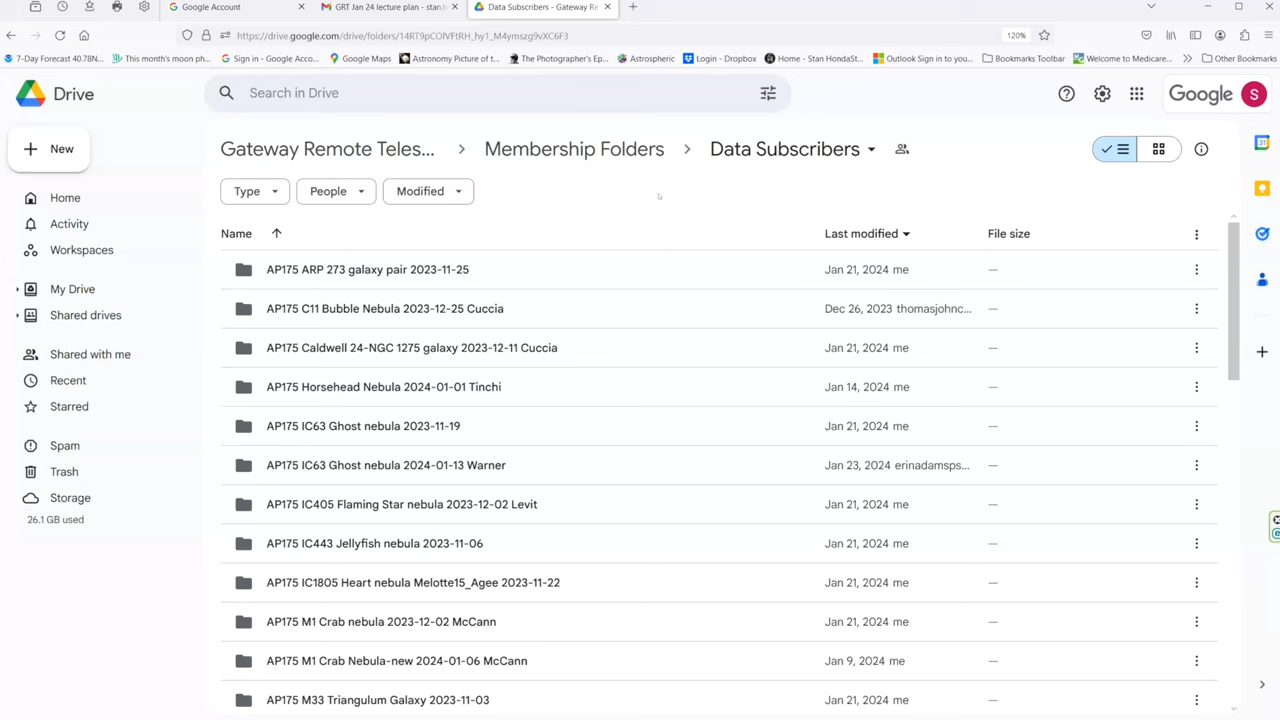 Google Account
GRT Jan 24 lecture plan - stan.h
Data Subscribers - Gateway Re
https://drive.google.com/drive/folders/14RT9pCOlVFtRH_hy1_M4ymszg9vXC6F3
120%
7-Day Forecast 40.78N...
This month's moon ph...
Sign in - Google Acco...
Google Maps
Astronomy Picture of t...
The Photographer's Ep...
Astrospheric
Login - Dropbox
Home - Stan HondaSt...
Outlook Sign in to you...
Bookmarks Toolbar
Welcome to Medicare...
Other Bookmarks
Drive
Search in Drive
Google
S
New
Gateway Remote Teles...
Membership Folders
Data Subscribers
Type
People
Modified
Home
Activity
Workspaces
My Drive
Shared drives
Shared with me
Recent
Starred
Spam
Trash
Storage
26.1 GB used
Name
Last modified
File size
AP175 ARP 273 galaxy pair 2023-11-25 Jan 21, 2024 me —
AP175 C11 Bubble Nebula 2023-12-25 Cuccia Dec 26, 2023 thomasjohnc... —
AP175 Caldwell 24-NGC 1275 galaxy 2023-12-11 Cuccia Jan 21, 2024 me —
AP175 Horsehead Nebula 2024-01-01 Tinchi Jan 14, 2024 me —
AP175 IC63 Ghost nebula 2023-11-19 Jan 21, 2024 me —
AP175 IC63 Ghost nebula 2024-01-13 Warner Jan 23, 2024 erinadamsps... —
AP175 IC405 Flaming Star nebula 2023-12-02 Levit Jan 21, 2024 me —
AP175 IC443 Jellyfish nebula 2023-11-06 Jan 21, 2024 me —
AP175 IC1805 Heart nebula Melotte15_Agee 2023-11-22 Jan 21, 2024 me —
AP175 M1 Crab nebula 2023-12-02 McCann Jan 21, 2024 me —
AP175 M1 Crab Nebula-new 2024-01-06 McCann Jan 9, 2024 me —
AP175 M33 Triangulum Galaxy 2023-11-03 Jan 21, 2024 me —